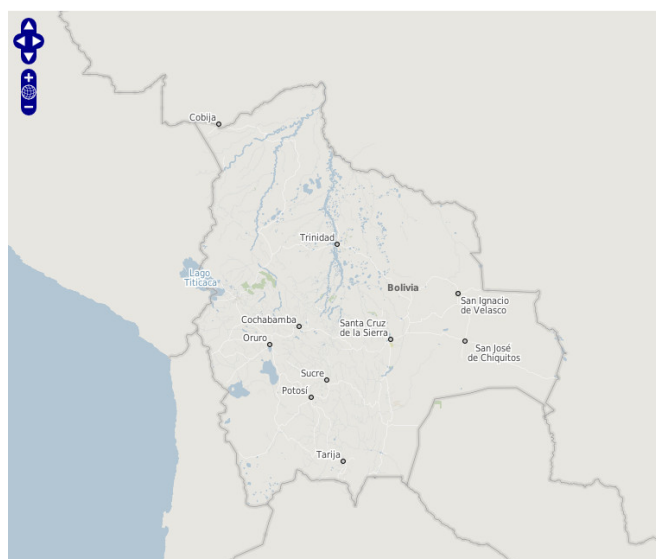 Cobija
Trinidad
Lago
Titicaca
Bolivia
San Ignacio
de Velasco
Cochabamba
Santa Cruz
de la Sierra
Oruro
San José
de Chiquitos
Sucre
Potosí
Tarija